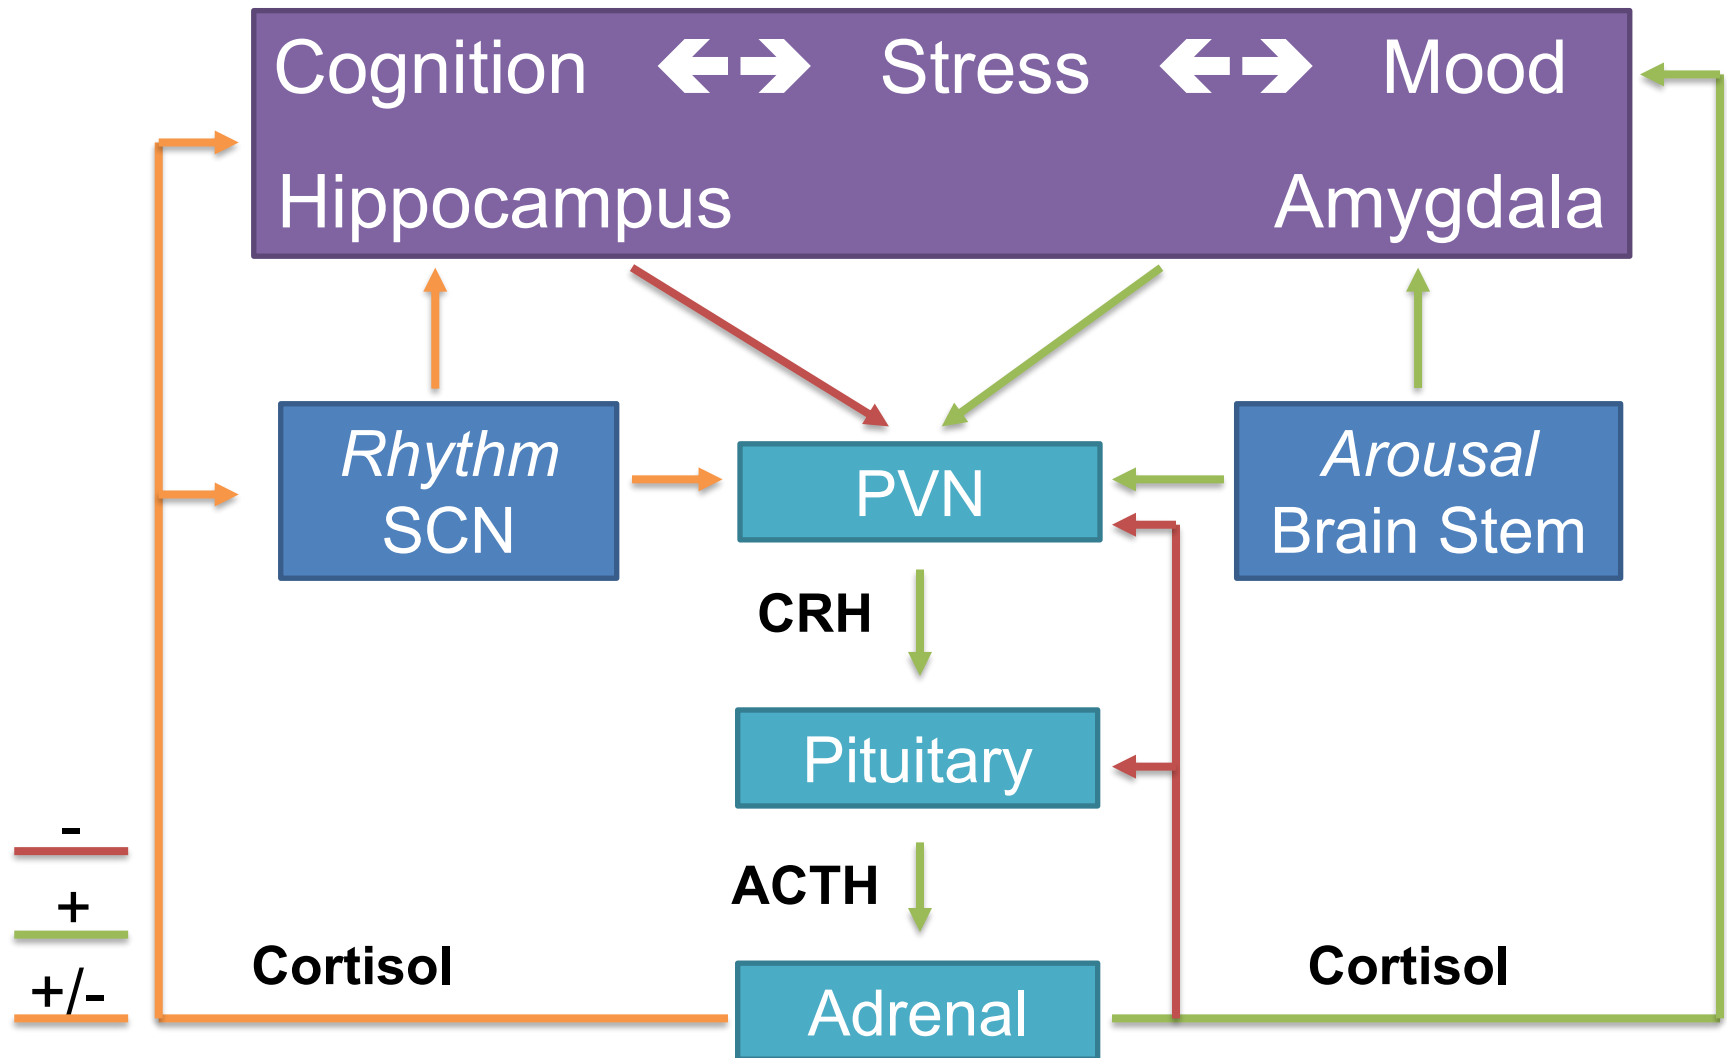 Cognition Stress Mood
Hippocampus Amygdala
Rhythm
SCN
PVN
Arousal
Brain Stem
CRH
Pituitary
ACTH
-
+
+/-
Cortisol
Adrenal
Cortisol